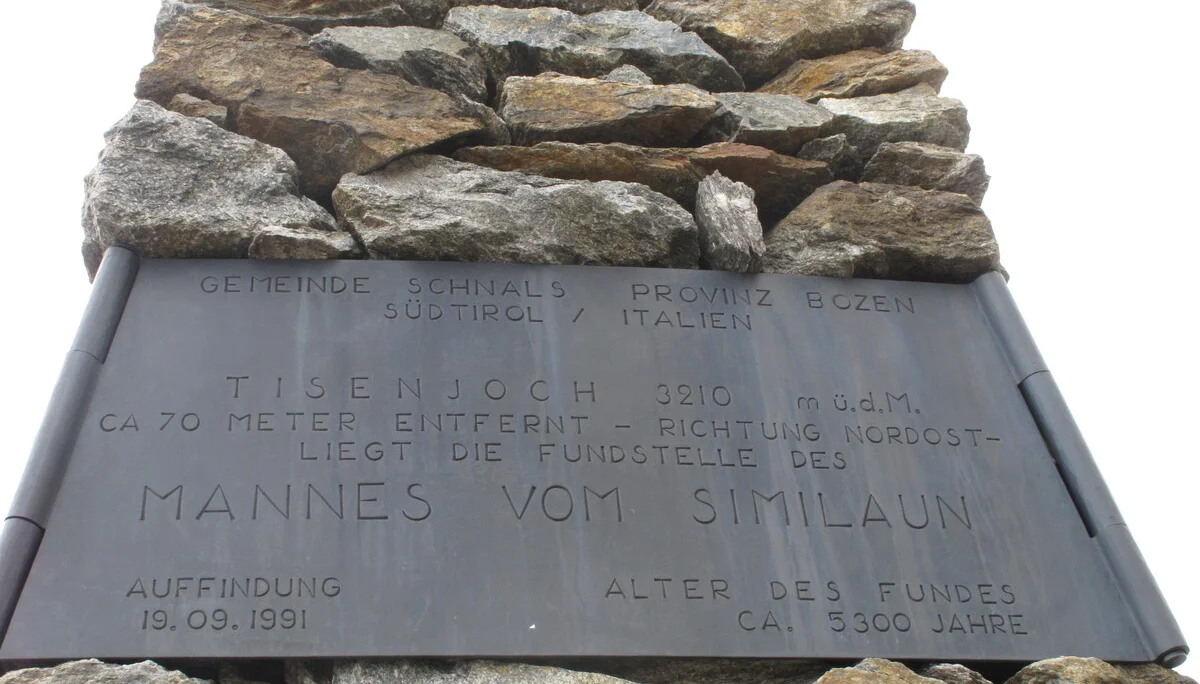 GEMEINDE SCHNALS PROVINZ BOZEN
SÜDTIROL / ITALIEN
TISENJOCH 3210 m ü.d.M.
CA 70 METER ENTFERNT - RICHTUNG NORDOST-
LIEGT DIE FUNDSTELLE DES
MANNES VOM SIMILAUN
AUFFINDUNG
19.09.1991
ALTER DES FUNDES
CA. 5300 JAHRE